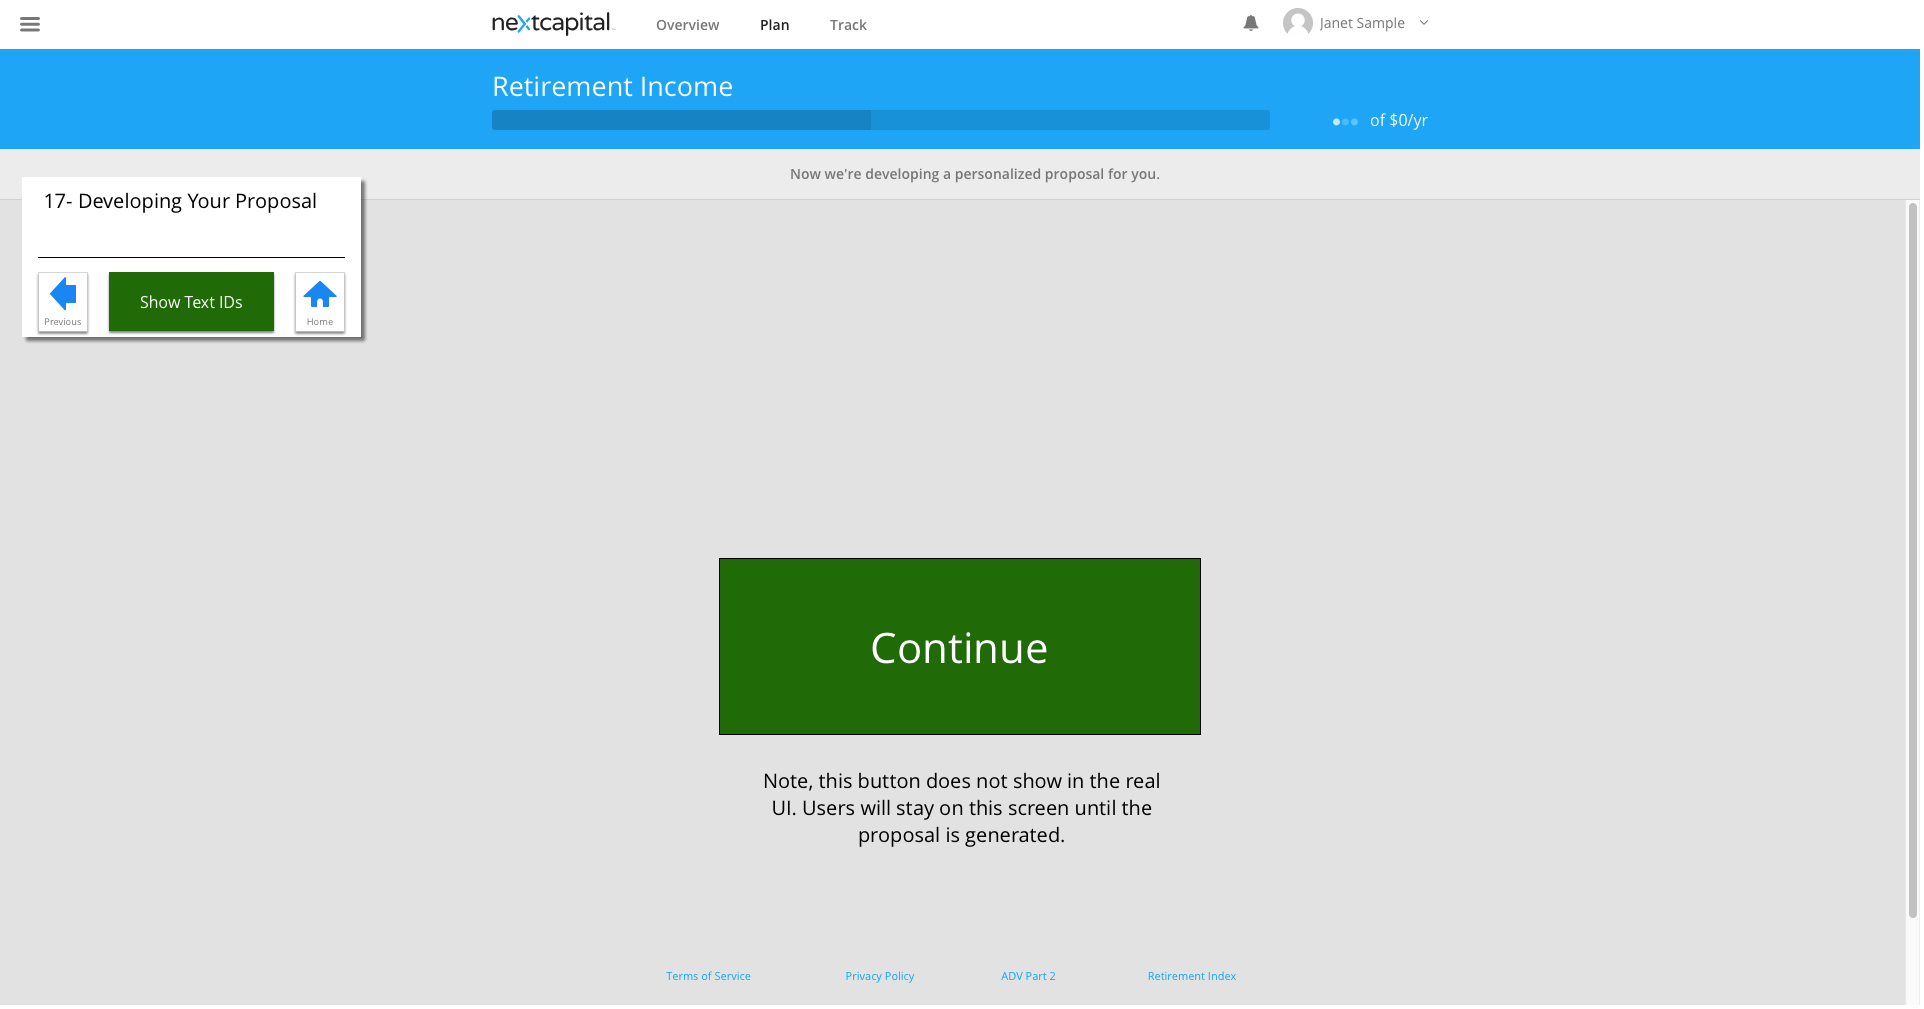 nextcapital Overview Plan Track Janet Sample
Retirement Income
of $0/yr
Now we're developing a personalized proposal for you.
17- Developing Your Proposal
Previous
Show Text IDs
Home
Continue
Note, this button does not show in the real
UI. Users will stay on this screen until the
proposal is generated.
Terms of Service Privacy Policy ADV Part 2 Retirement Index